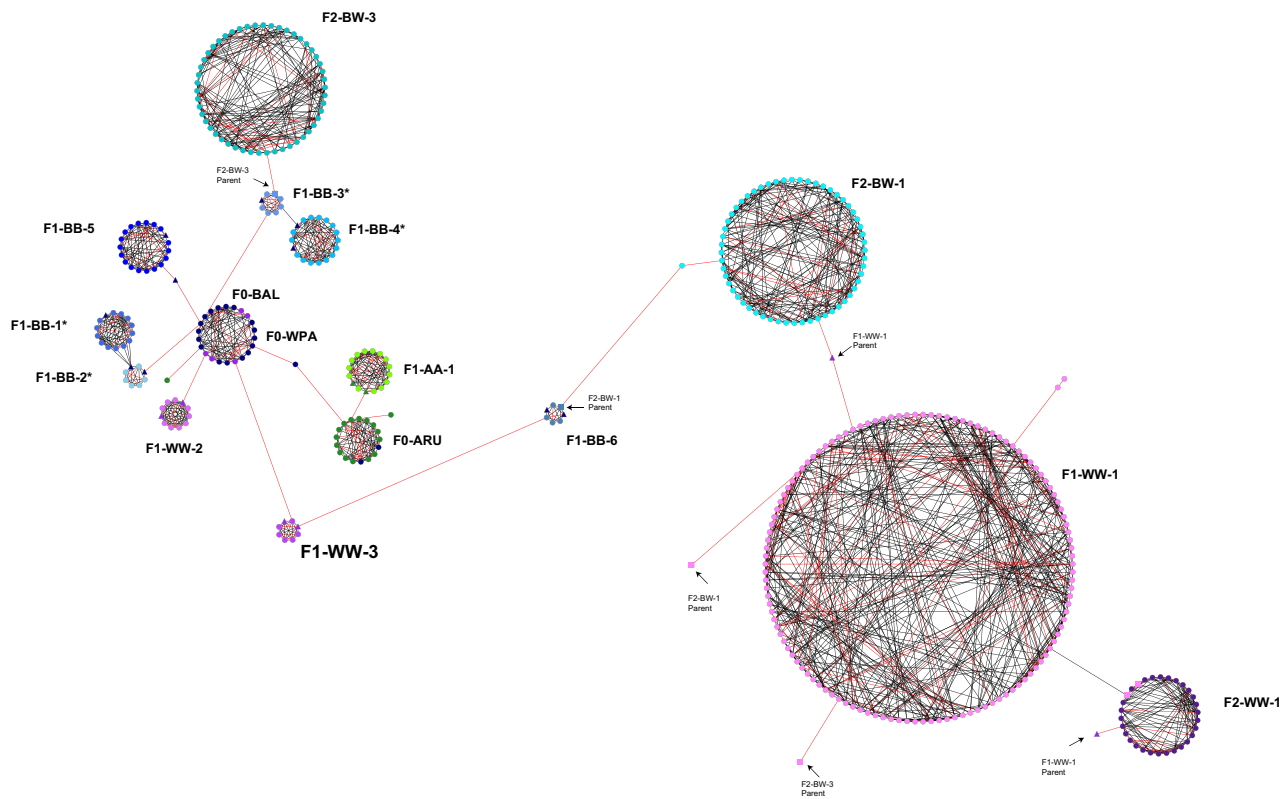 F2-BW-3
F2-BW-3
Parent
F1-BB-3*
F2-BW-1
F1-BB-5
F1-BB-4*
F0-BAL
F1-BB-1*
F0-WPA
F1-WW-1
Parent
F1-BB-2*
F1-AA-1
F2-BW-1
Parent
F1-WW-2
F0-ARU
F1-BB-6
F1-WW-1
F1-WW-3
F2-BW-1
Parent
F2-WW-1
F1-WW-1
Parent
F2-BW-3
Parent